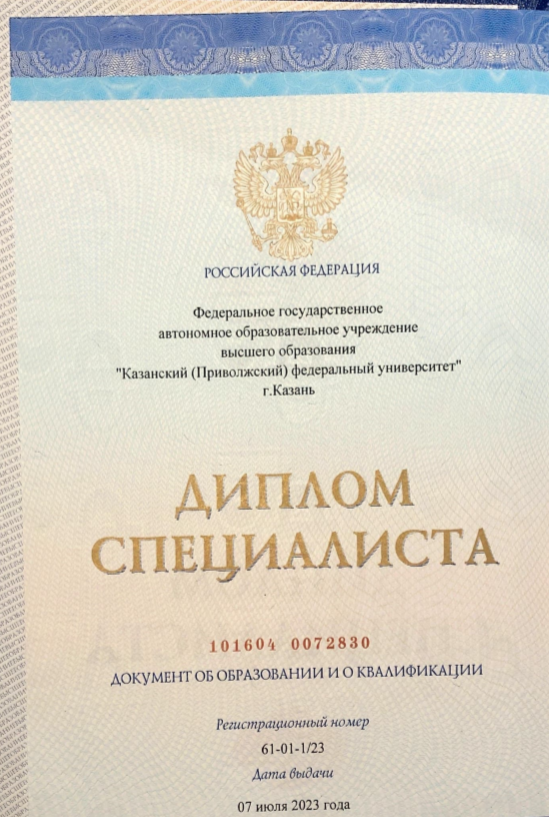 РОССИЙСКАЯ ФЕДЕРАЦИЯ
Федеральное государственное
автономное образовательное учреждение
высшего образования
"Казанский (Приволжский) федеральный университет"
г.Казань
ДИПЛОМ
СПЕЦИАЛИСТА
101604 0072830
ДОКУМЕНТ ОБ ОБРАЗОВАНИИ И О КВАЛИФИКАЦИИ
Регистрационный номер
61-01-1/23
Дата выдачи
07 июля 2023 года